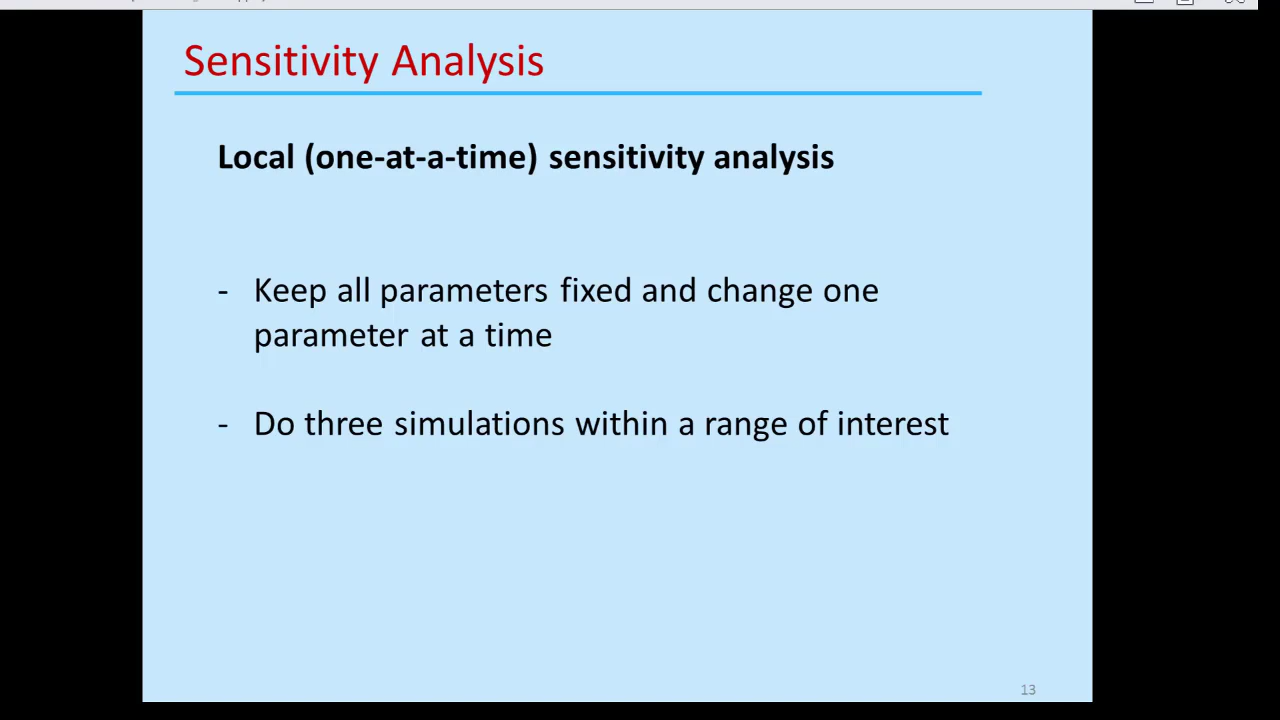 Sensitivity Analysis
Local (one-at-a-time) sensitivity analysis
- Keep all parameters fixed and change one
parameter at a time
- Do three simulations within a range of interest
13